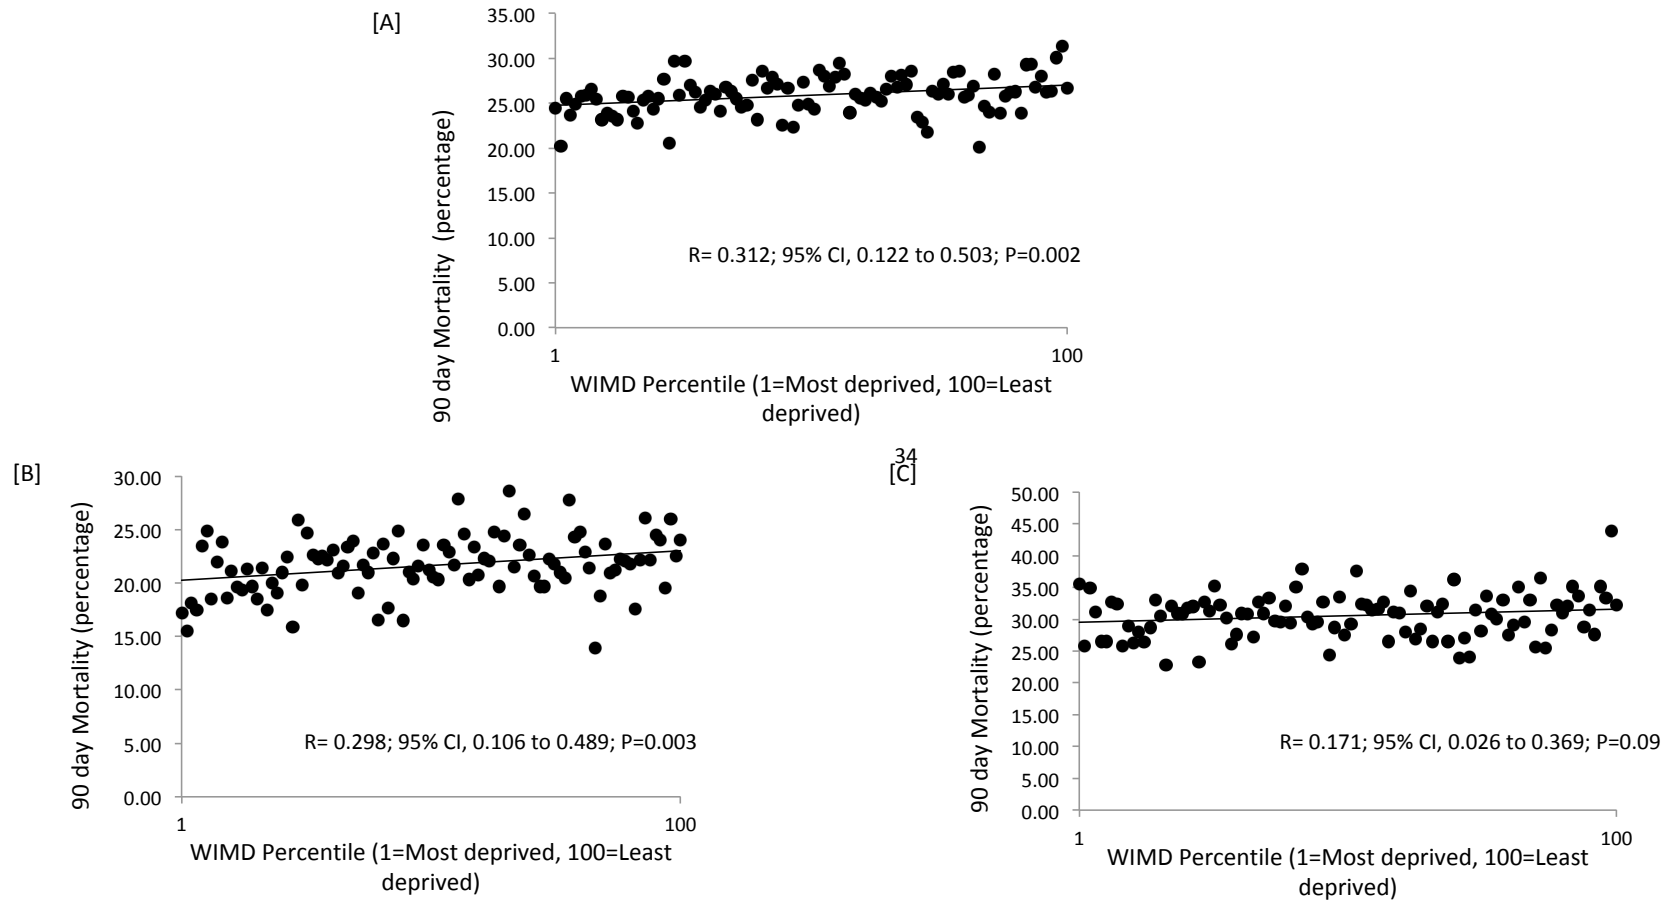 [A]
35.00
30.00
25.00
20.00
15.00
10.00
5.00
0.00
90 day Mortality (percentage)
R= 0.312; 95% CI, 0.122 to 0.503; P=0.002
1
100
WIMD Percentile (1=Most deprived, 100=Least
deprived)
[B]
30.00
25.00
20.00
15.00
10.00
5.00
0.00
90 day Mortality (percentage)
R= 0.298; 95% CI, 0.106 to 0.489; P=0.003
1
100
WIMD Percentile (1=Most deprived, 100=Least
deprived)
34
[C]
50.00
45.00
40.00
35.00
30.00
25.00
20.00
15.00
10.00
5.00
0.00
90 day Mortality (percentage)
R= 0.171; 95% CI, 0.026 to 0.369; P=0.09
1
100
WIMD Percentile (1=Most deprived, 100=Least
deprived)